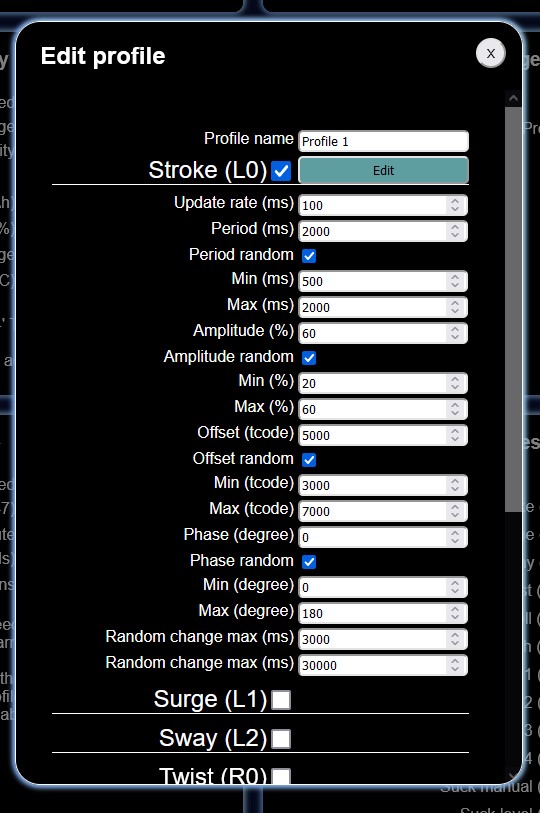 Edit profile
X
Profile name Profile 1
Stroke (L0) Edit
Update rate (ms) 100
Period (ms) 2000
Period random
Min (ms) 500
Max (ms) 2000
Amplitude (%) 60
Amplitude random
Min (%) 20
Max (%) 60
Offset (tcode) 5000
Offset random
Min (tcode) 3000
Max (tcode) 7000
Phase (degree) 0
Phase random
Min (degree) 0
Max (degree) 180
Random change max (ms) 3000
Random change max (ms) 30000
Surge (L1)
Sway (L2)
Twist (R0)
Suck manual